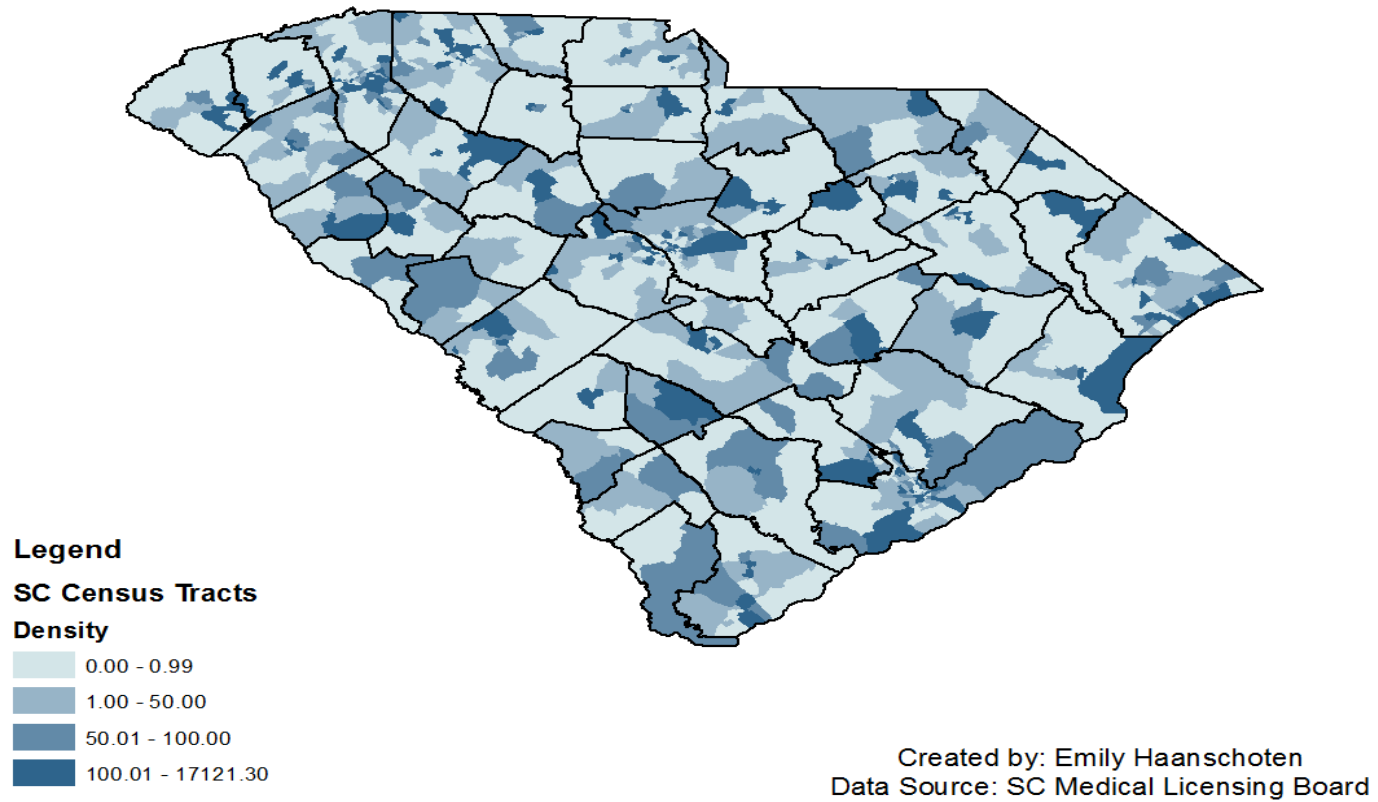 Legend
SC Census Tracts
Density
0.00 - 0.99
1.00 - 50.00
50.01 - 100.00
100.01 - 17121.30
Created by: Emily Haanschoten
Data Source: SC Medical Licensing Board